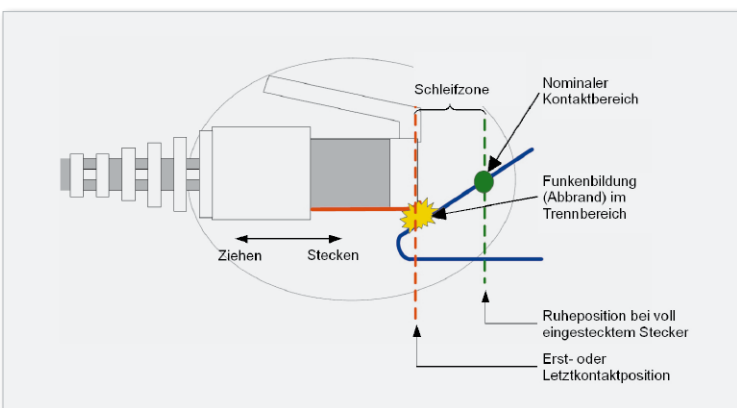 Schleifzone
Nominaler
Kontaktbereich
Funkenbildung
(Abbrand) im
Trennbereich
Ziehen
Stecken
Ruheposition bei voll
eingestecktem Stecker
Erst- oder
Letztkontaktposition